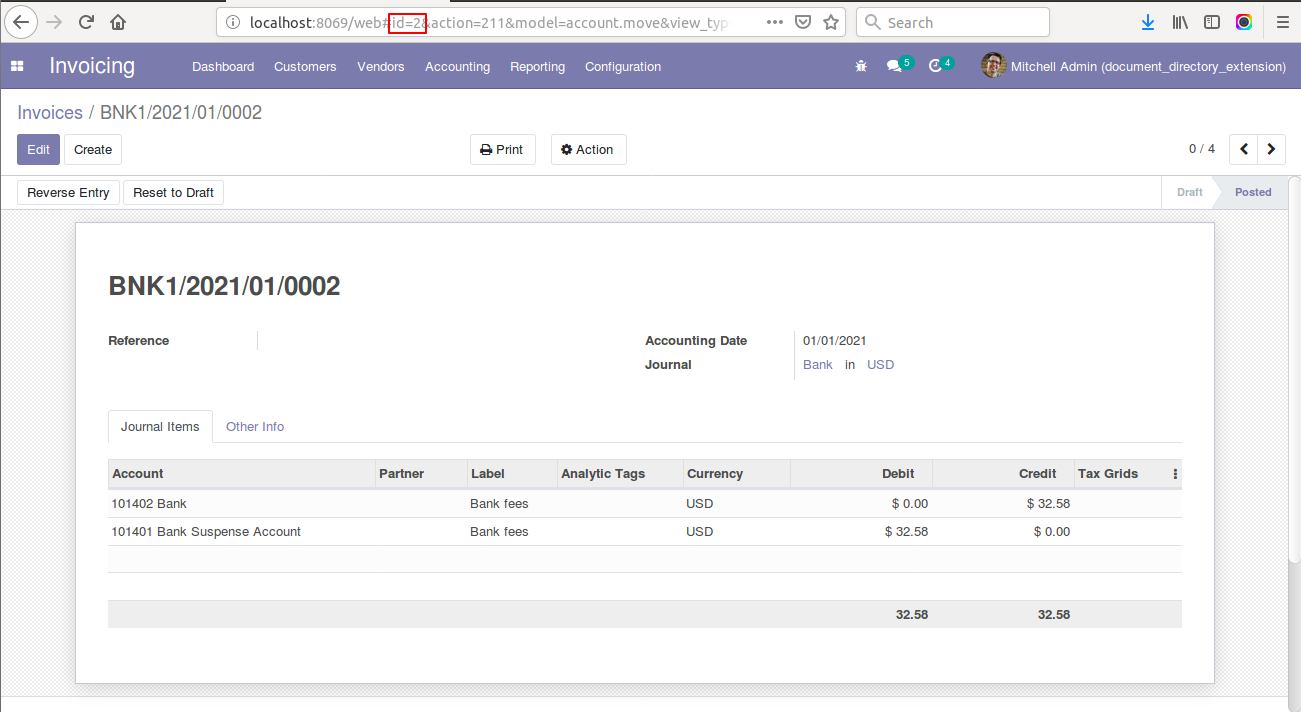 localhost:8069/web#id=2&action=211&model=account.move&view_typ
Search
Invoicing Dashboard Customers Vendors Accounting Reporting Configuration 5 4 Mitchell Admin (document_directory_extension)
Invoices / BNK1/2021/01/0002
Edit Create Print Action 0 / 4
Reverse Entry Reset to Draft Draft Posted
BNK1/2021/01/0002
Reference Accounting Date 01/01/2021
Journal Bank in USD
Journal Items Other Info
Account Partner Label Analytic Tags Currency Debit Credit Tax Grids
101402 Bank Bank fees USD $ 0.00 $ 32.58
101401 Bank Suspense Account Bank fees USD $ 32.58 $ 0.00
32.58 32.58